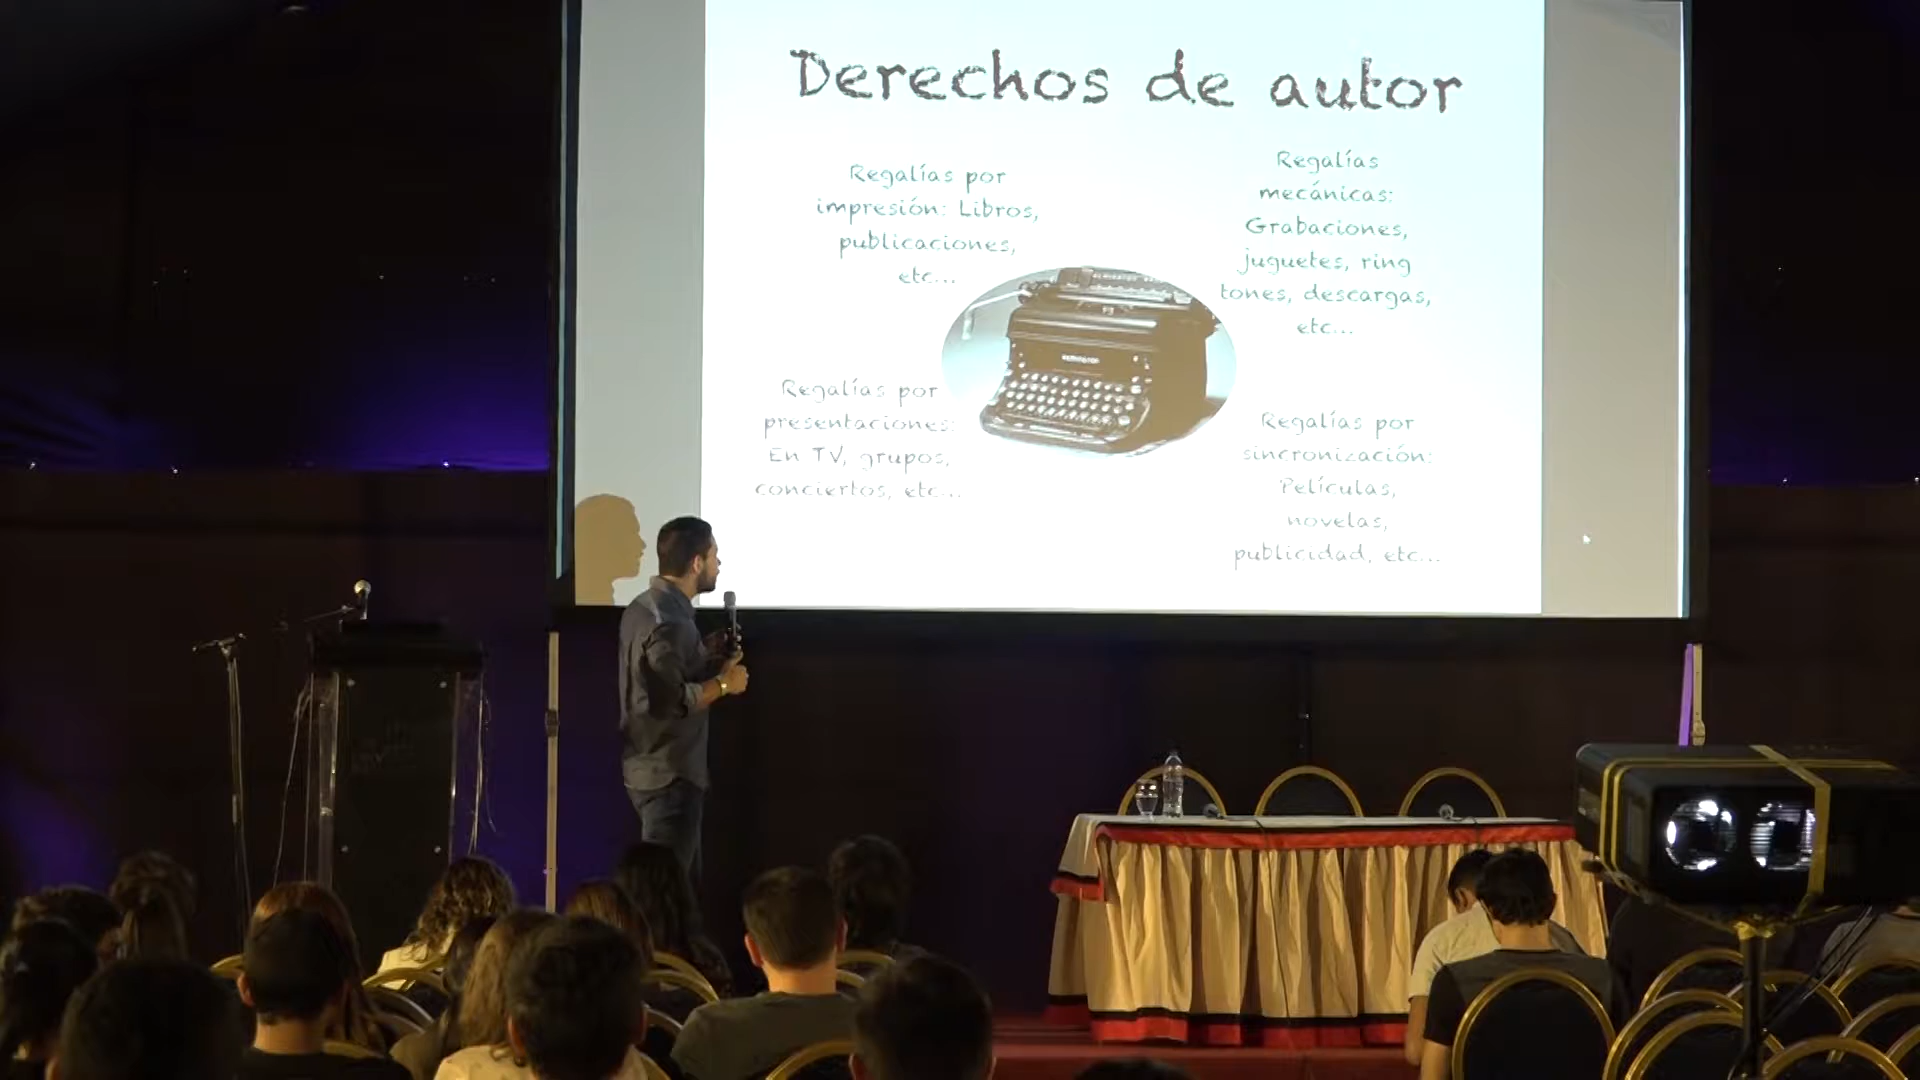 Derechos de autor
Regalías por
impresión: Libros,
publicaciones,
etc...
Regalías
mecánicas:
Grabaciones,
juguetes, ring
tones, descargas,
etc...
Regalías por
presentaciones:
En TV, grupos,
conciertos, etc...
Regalías por
sincronización:
Películas,
novelas,
publicidad, etc...